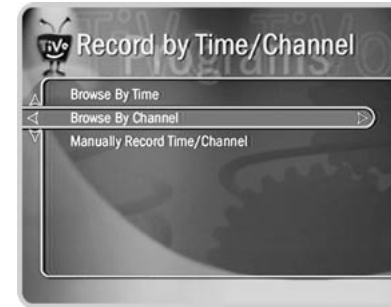 TiVo
Record by Time/Channel
Browse By Time
Browse By Channel
Manually Record Time/Channel